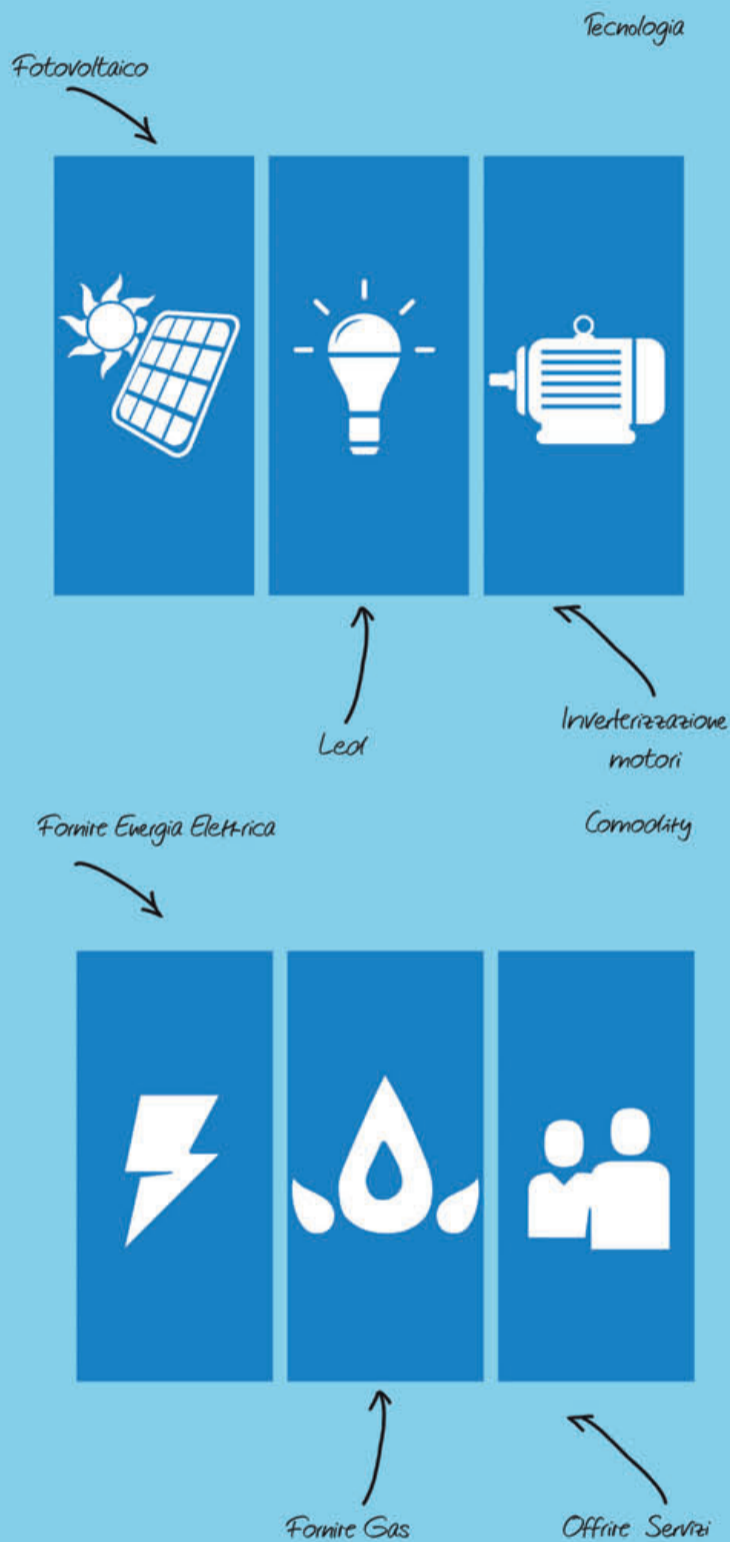 Tecnologia
Fotovoltaico
Led
Inverterizzazione
motori
Fornire Energia Elettrica
Comodity
Fornire Gas
Offrire Servizi